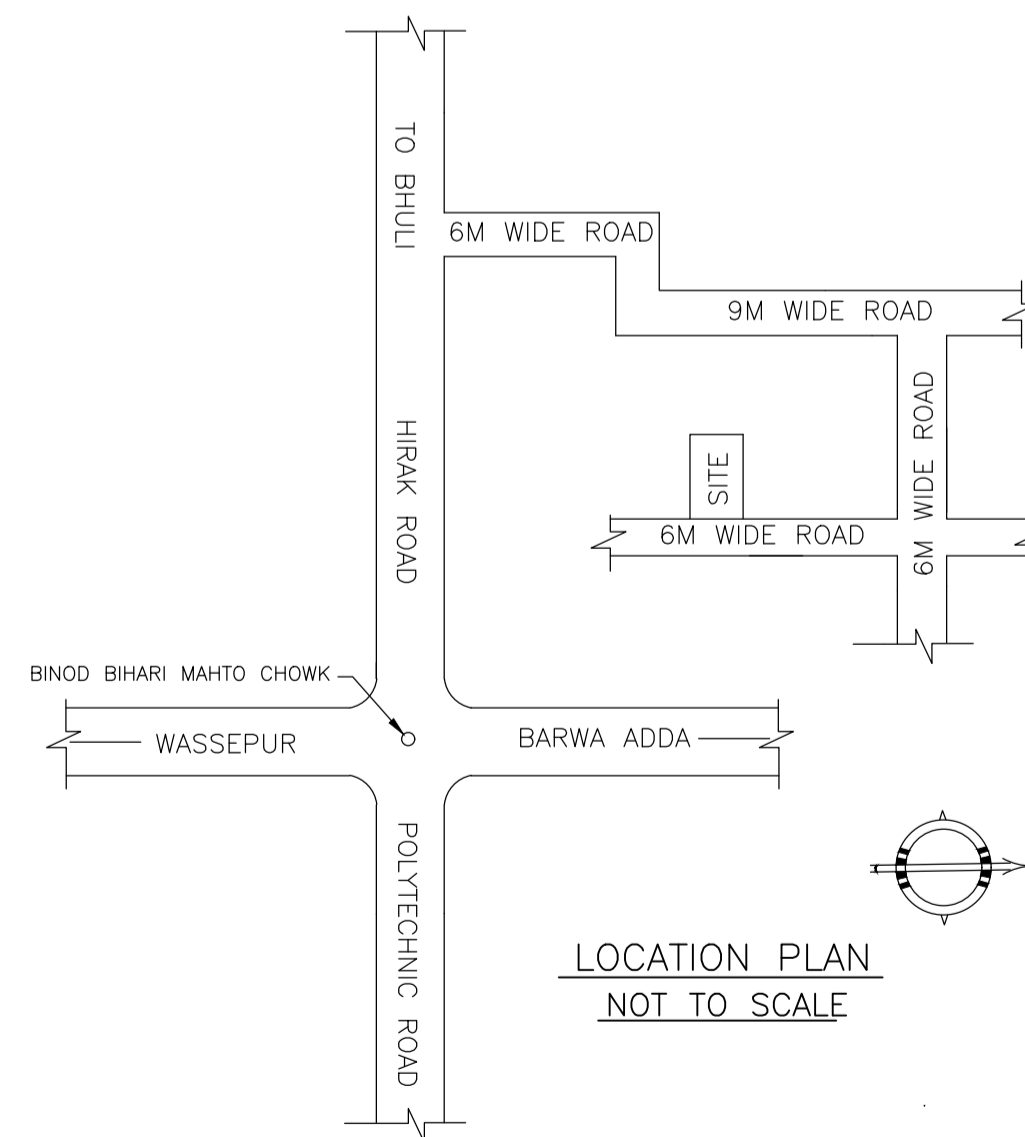 TO BHULI
6M WIDE ROAD
9M WIDE ROAD
6M WIDE ROAD
HIRAK ROAD
SITE
6M WIDE ROAD
BINOD BIHARI MAHTO CHOWK
WASSEPUR
BARWA ADDA
POLYTECHNIC ROAD
LOCATION PLAN
NOT TO SCALE